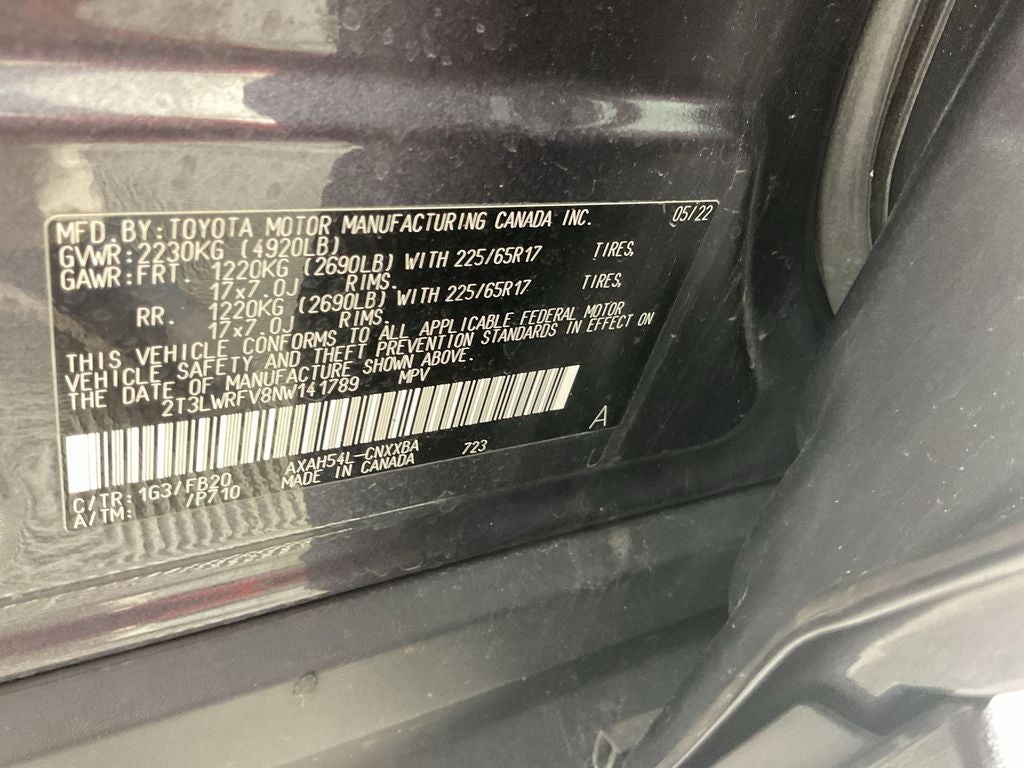 MFD BY: TOYOTA MOTOR MANUFACTURING CANADA INC. 05/22
GVWR: 2230KG (4920LB)
GAWR: FRT. 1220KG (2690LB) WITH 225/65R17 TIRES,
17x7.0J RIMS.
RR. 1220KG (2690LB) WITH 225/65R17 TIRES,
17x7.0J RIMS.
THIS VEHICLE CONFORMS TO ALL APPLICABLE FEDERAL MOTOR
VEHICLE SAFETY AND THEFT PREVENTION STANDARDS IN EFFECT ON
THE DATE OF MANUFACTURE SHOWN ABOVE.
2T3LWRFV8NW141789 MPV
A
C/TR: 1G3/FB20 AXAH54L-CNXXBA 723
A/TM: /P710 MADE IN CANADA